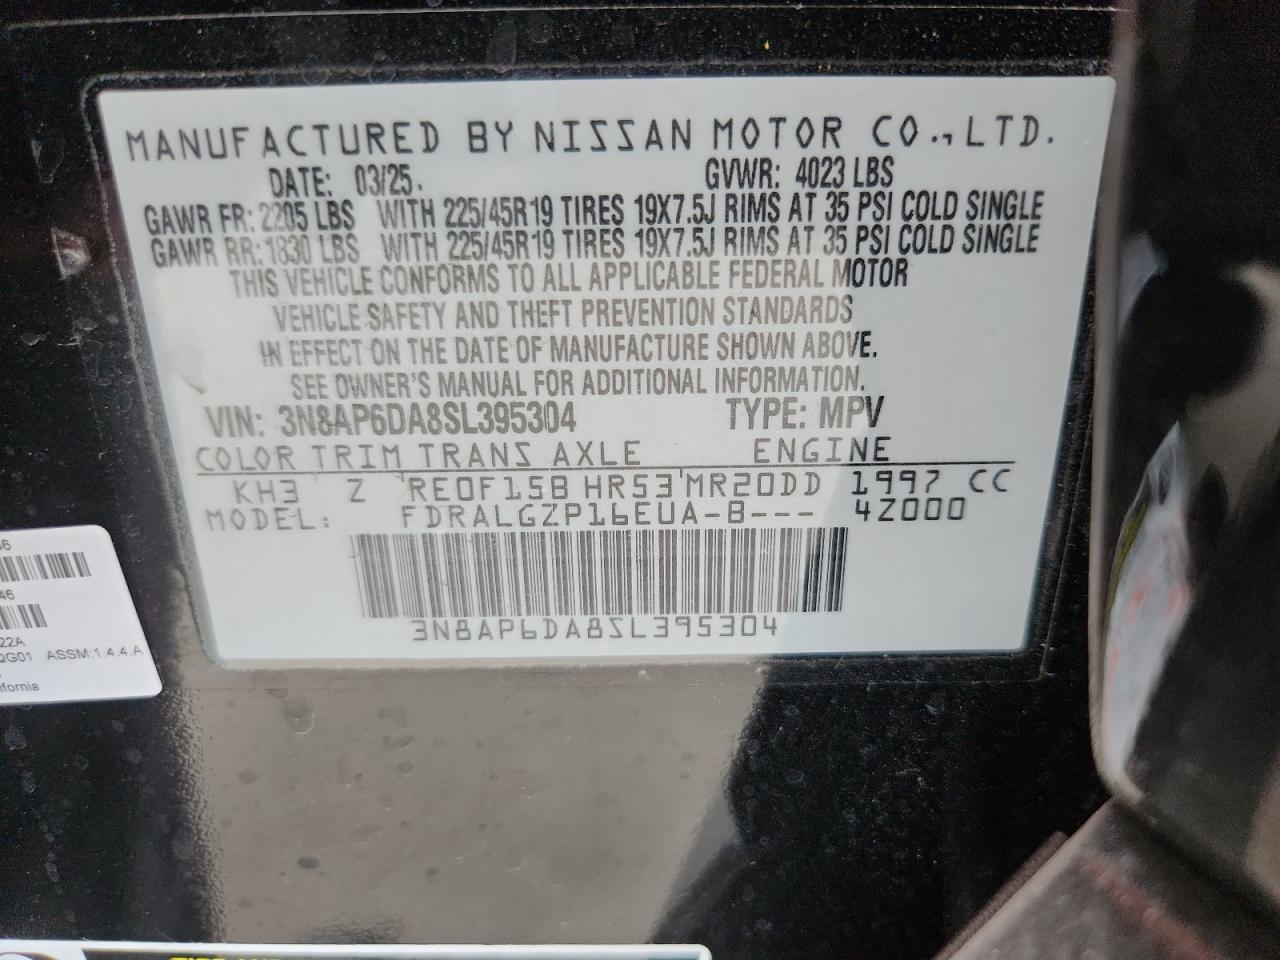 MANUFACTURED BY NISSAN MOTOR CO., LTD.
DATE: 03/25. GVWR: 4023 LBS
GAWR FR: 2205 LBS WITH 225/45R19 TIRES 19X7.5J RIMS AT 35 PSI COLD SINGLE
GAWR RR: 1830 LBS WITH 225/45R19 TIRES 19X7.5J RIMS AT 35 PSI COLD SINGLE
THIS VEHICLE CONFORMS TO ALL APPLICABLE FEDERAL MOTOR
VEHICLE SAFETY AND THEFT PREVENTION STANDARDS
IN EFFECT ON THE DATE OF MANUFACTURE SHOWN ABOVE.
SEE OWNER'S MANUAL FOR ADDITIONAL INFORMATION.
VIN: 3N8AP6DA8SL395304 TYPE: MPV
COLOR TRIM TRANS AXLE ENGINE
KH3 Z RE0F15B HR53 MR20DD 1997 CC
MODEL: FDRALGZP16EUA-B--- 4Z000
3N8AP6DA8SL395304
46
22A
QG01 ASSM:1.4.4.A